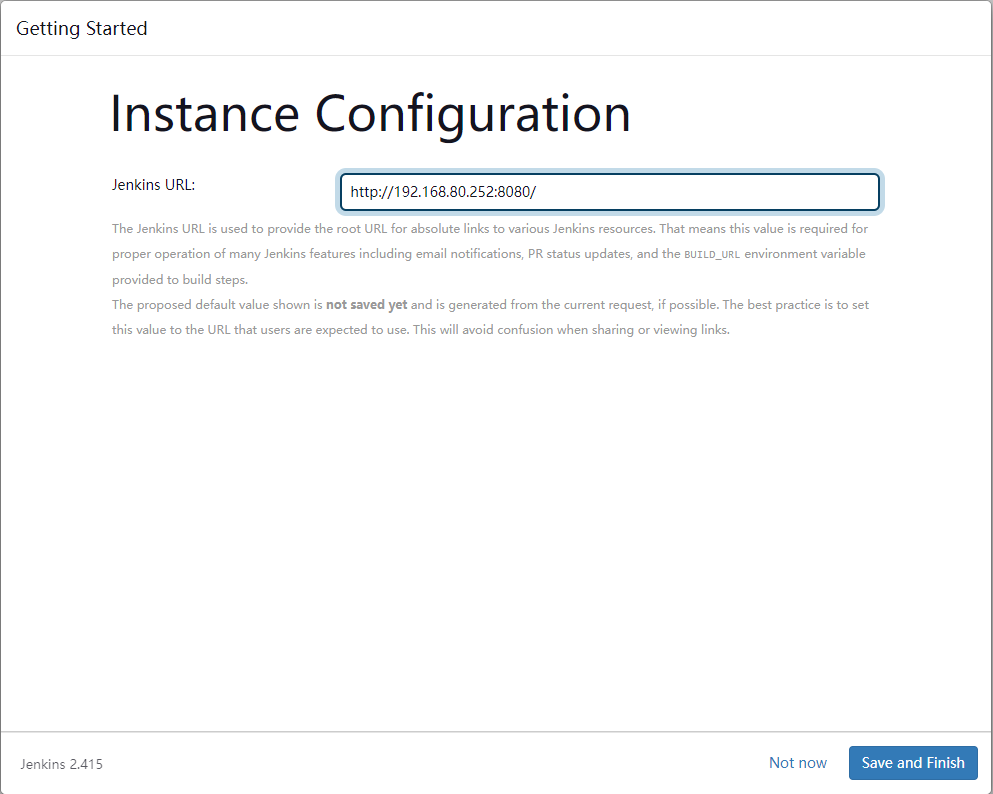 Getting Started
Instance Configuration
Jenkins URL:
http://192.168.80.252:8080/
The Jenkins URL is used to provide the root URL for absolute links to various Jenkins resources. That means this value is required for
proper operation of many Jenkins features including email notifications, PR status updates, and the BUILD_URL environment variable
provided to build steps.
The proposed default value shown is not saved yet and is generated from the current request, if possible. The best practice is to set
this value to the URL that users are expected to use. This will avoid confusion when sharing or viewing links.
Jenkins 2.415
Not now
Save and Finish